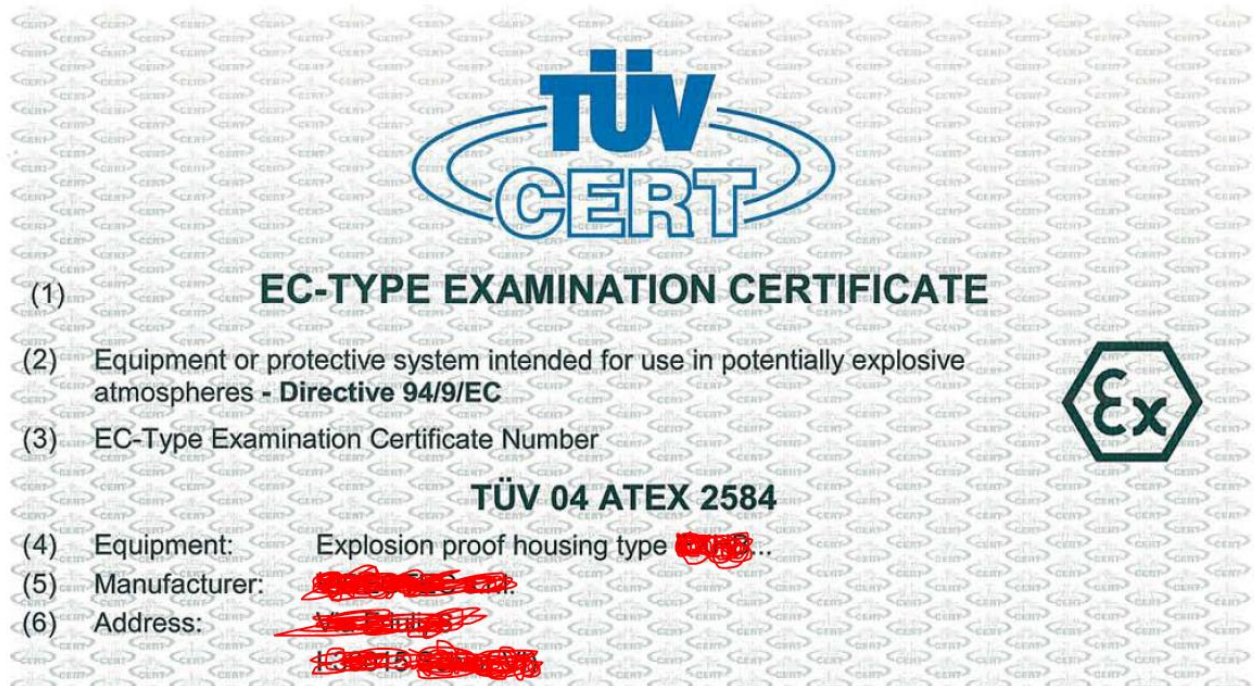 TÜV
CERT
(1) EC-TYPE EXAMINATION CERTIFICATE
(2) Equipment or protective system intended for use in potentially explosive
atmospheres - Directive 94/9/EC
Ex
(3) EC-Type Examination Certificate Number
TÜV 04 ATEX 2584
(4) Equipment: Explosion proof housing type ...
(5) Manufacturer:
(6) Address: